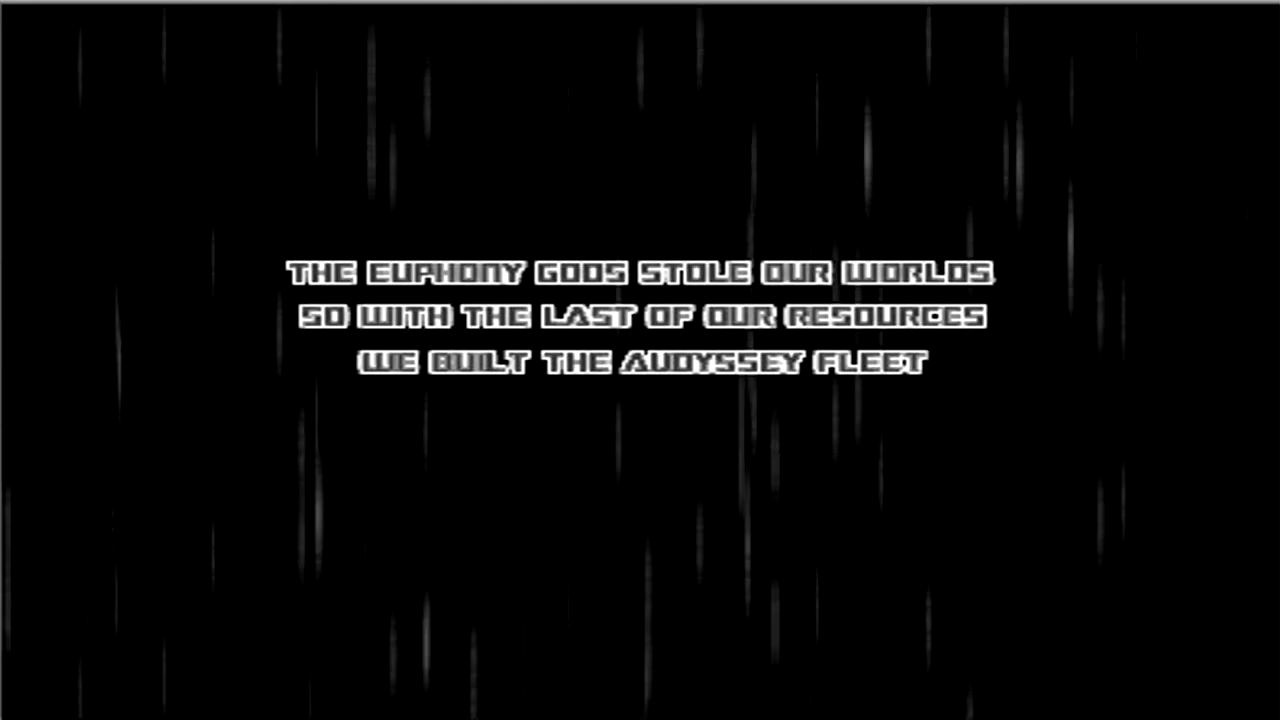 THE EUPHONY GODS STOLE OUR WORLDS
SO WITH THE LAST OF OUR RESOURCES
WE BUILT THE AUDYSSEY FLEET